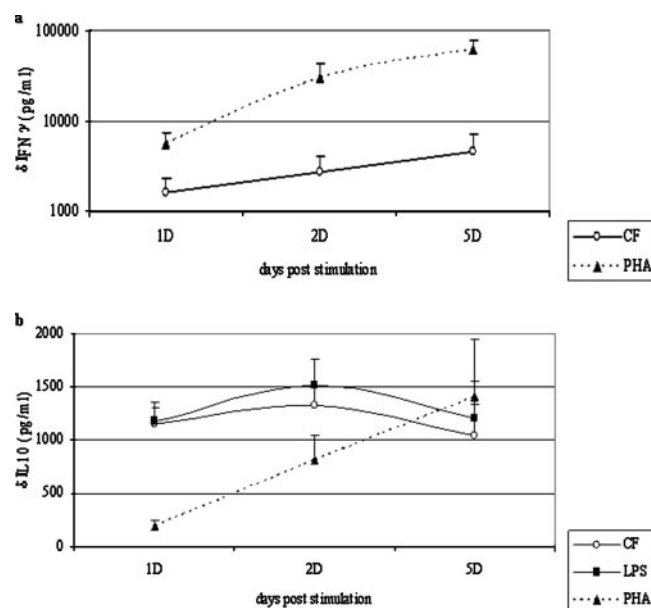 a
100000
10000
1000
δ IFN γ (pg/ml)
1D
2D
5D
days post stimulation
CF
PHA
b
2000
1500
1000
500
0
δ IL10 (pg/ml)
1D
2D
5D
days post stimulation
CF
LPS
PHA